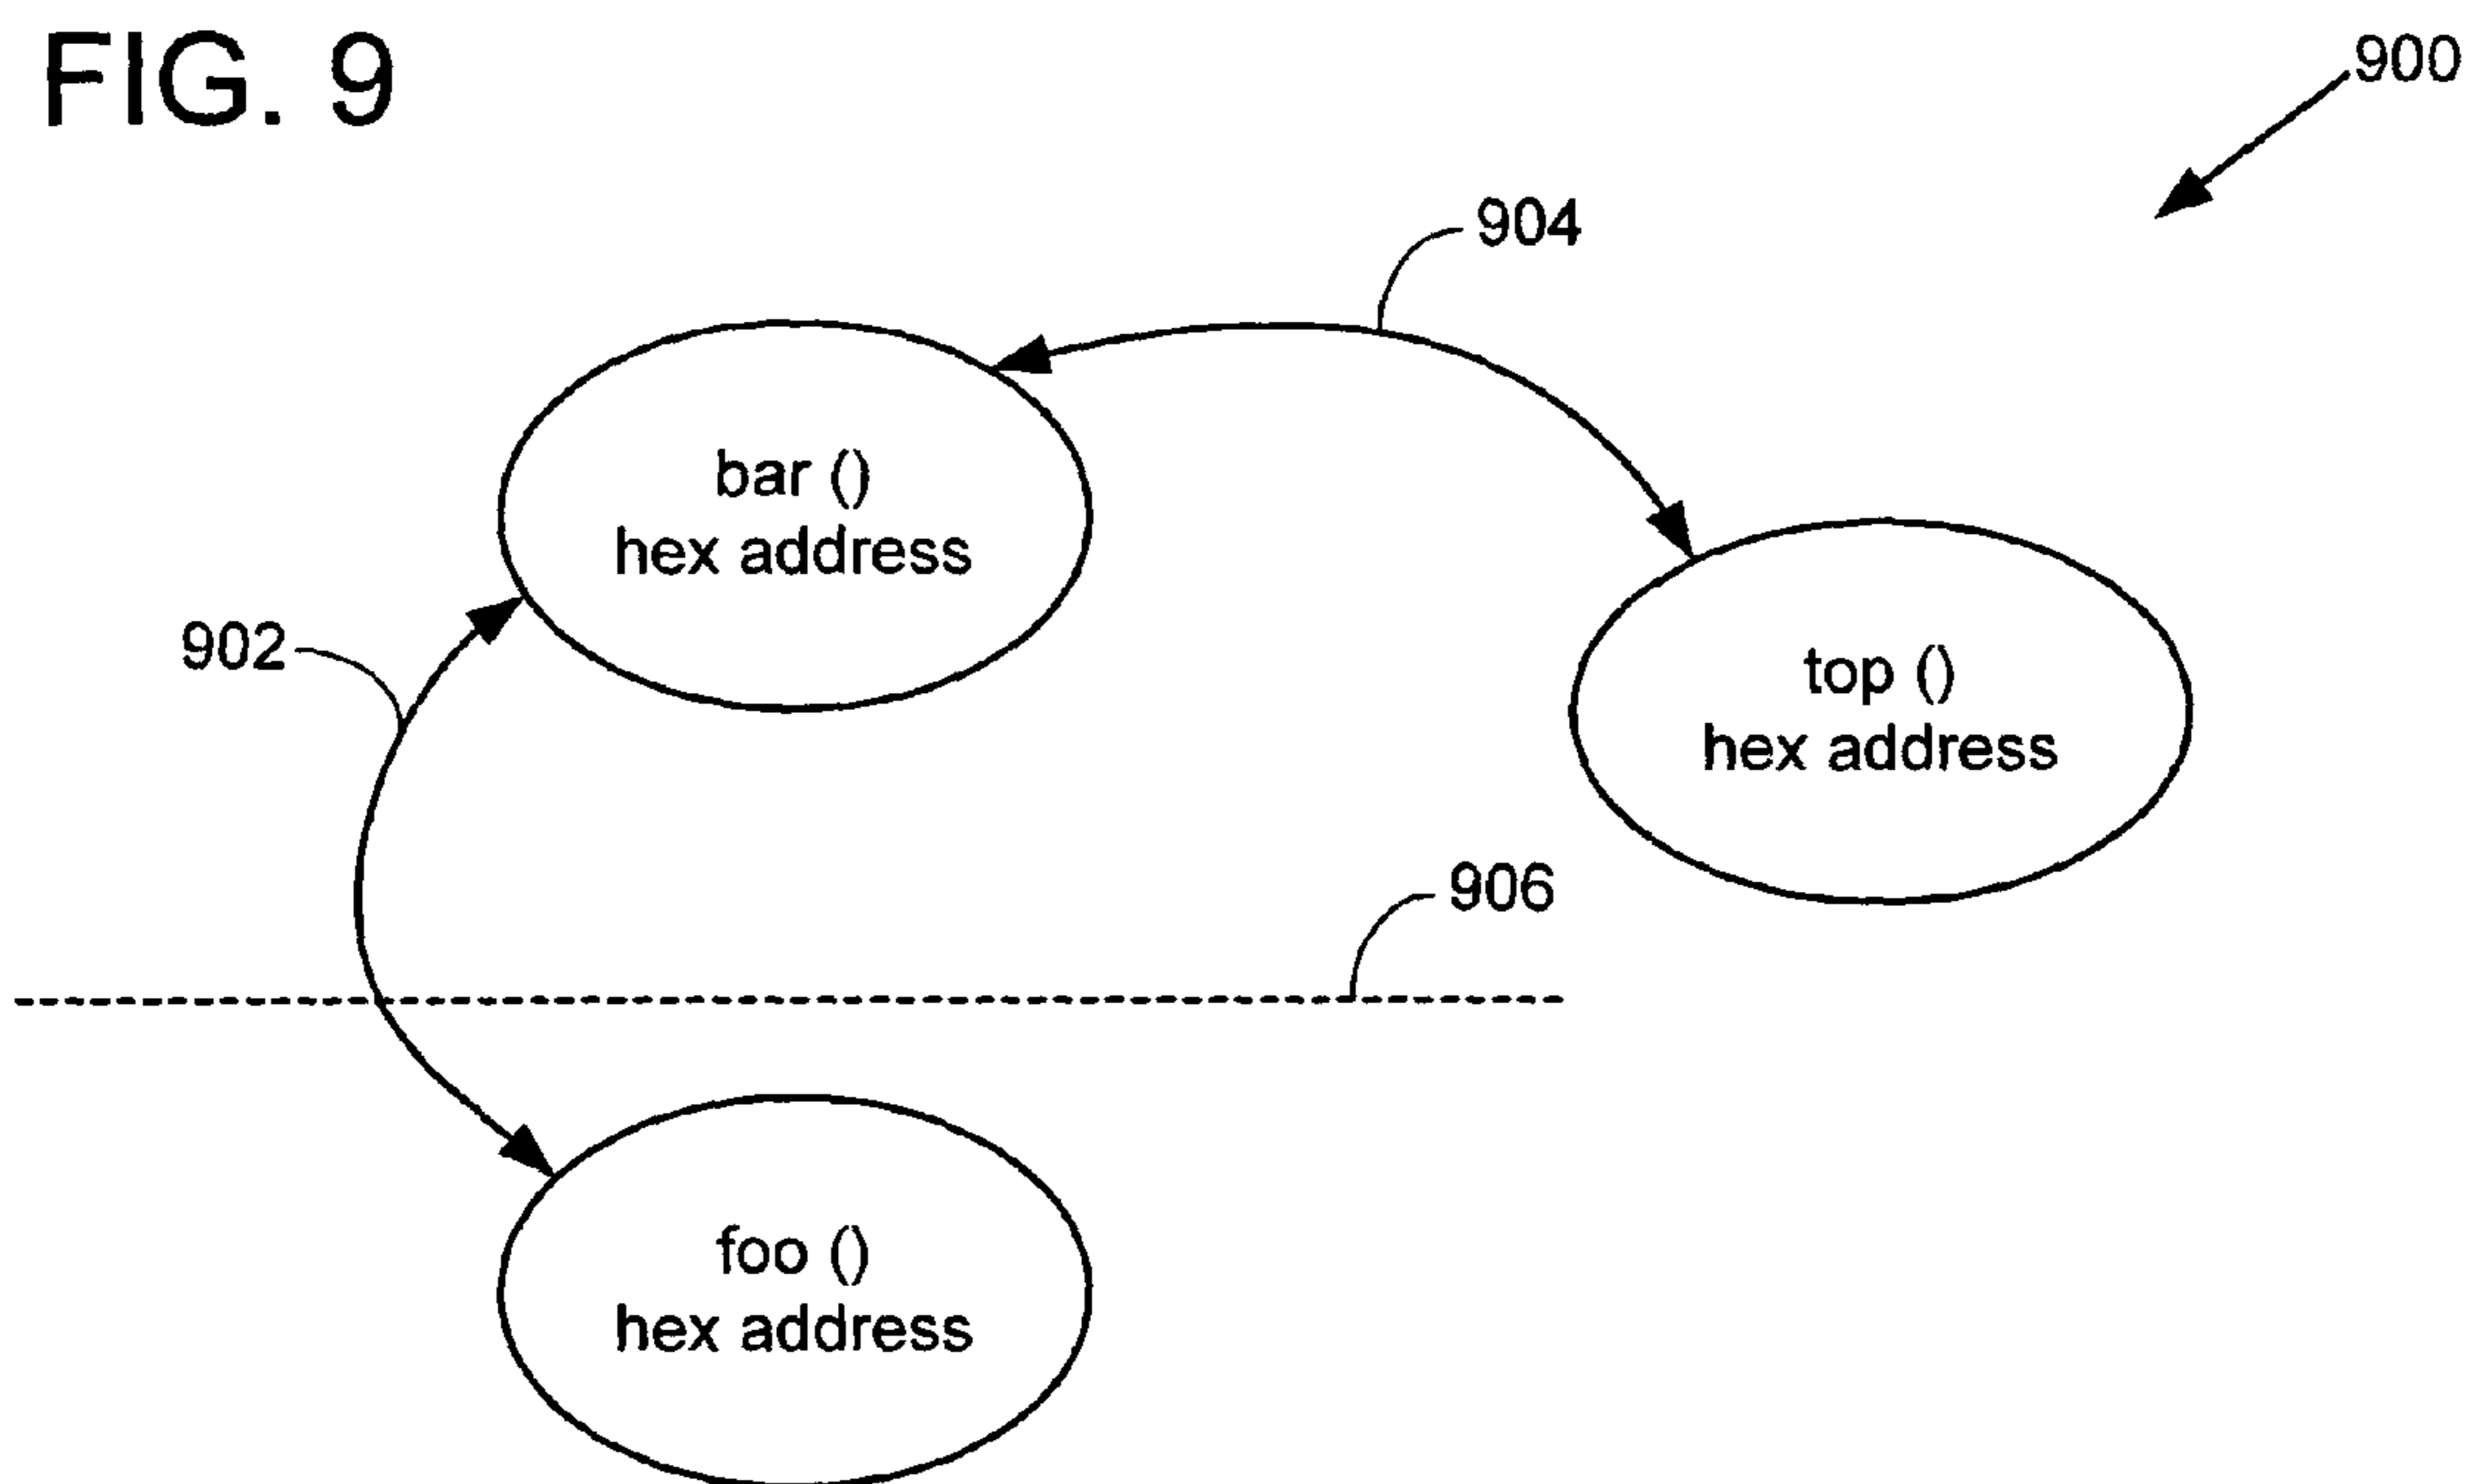 FIG. 9
900
904
bar ()
hex address
902
top ()
hex address
906
foo ()
hex address